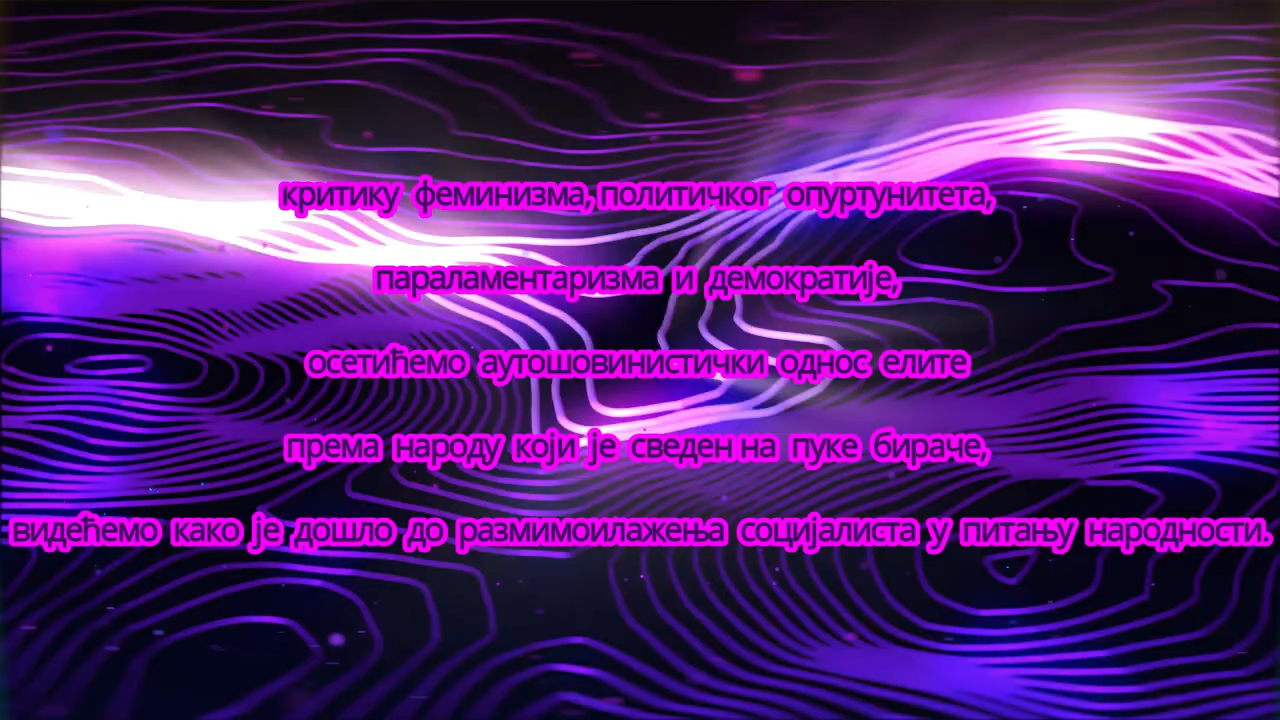 критику феминизма, политичког опуртунитета,
параламентаризма и демократије,
осетићемо аутошовинистички однос елите
према народу који је сведен на пуке бираче,
видећемо како је дошло до размимоилажења социјалиста у питању народности.